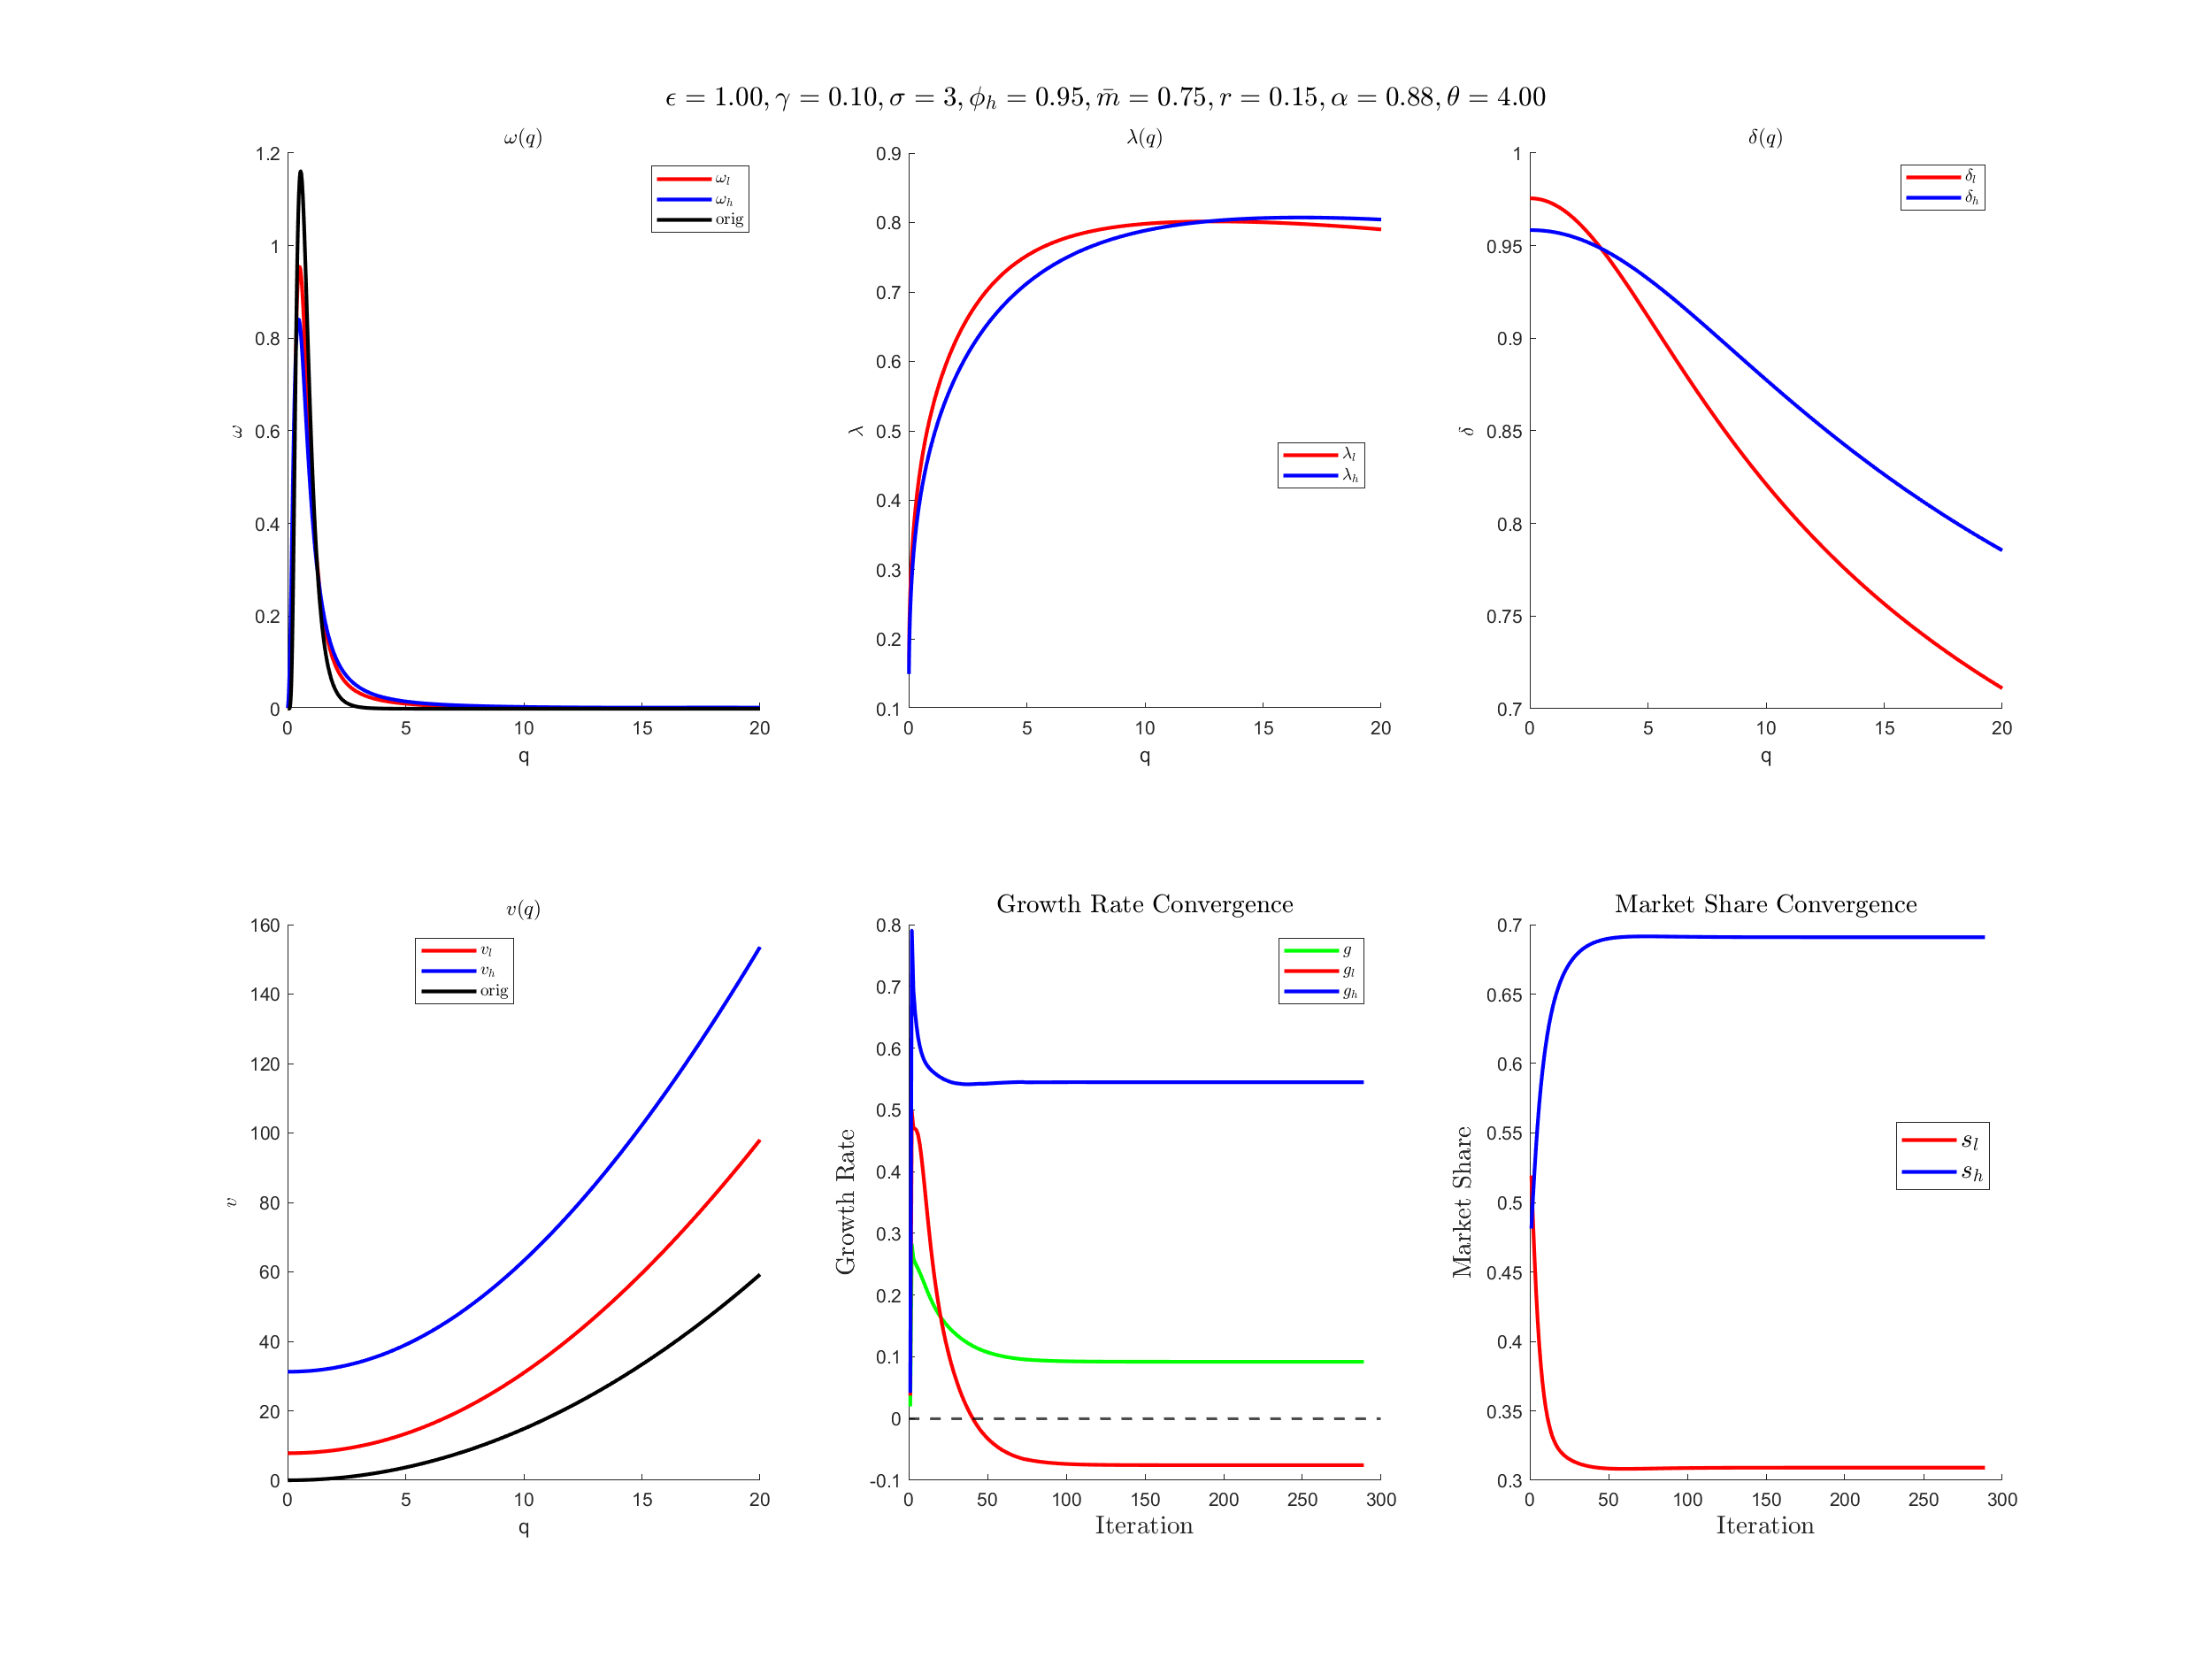 ϵ = 1.00, γ = 0.10, σ = 3, ϕ_h = 0.95, m̄ = 0.75, r = 0.15, α = 0.88, θ = 4.00
ω(q)
1.2
1
0.8
0.6
0.4
0.2
0
ω
0 5 10 15 20
q
ω_l
ω_h
orig
λ(q)
0.9
0.8
0.7
0.6
0.5
0.4
0.3
0.2
0.1
λ
0 5 10 15 20
q
λ_l
λ_h
δ(q)
1
0.95
0.9
0.85
0.8
0.75
0.7
δ
0 5 10 15 20
q
δ_l
δ_h
v(q)
160
140
120
100
80
60
40
20
0
v
0 5 10 15 20
q
v_l
v_h
orig
Growth Rate Convergence
0.8
0.7
0.6
0.5
0.4
0.3
0.2
0.1
0
-0.1
Growth Rate
0 50 100 150 200 250 300
Iteration
g
g_l
g_h
Market Share Convergence
0.7
0.65
0.6
0.55
0.5
0.45
0.4
0.35
0.3
Market Share
0 50 100 150 200 250 300
Iteration
s_l
s_h